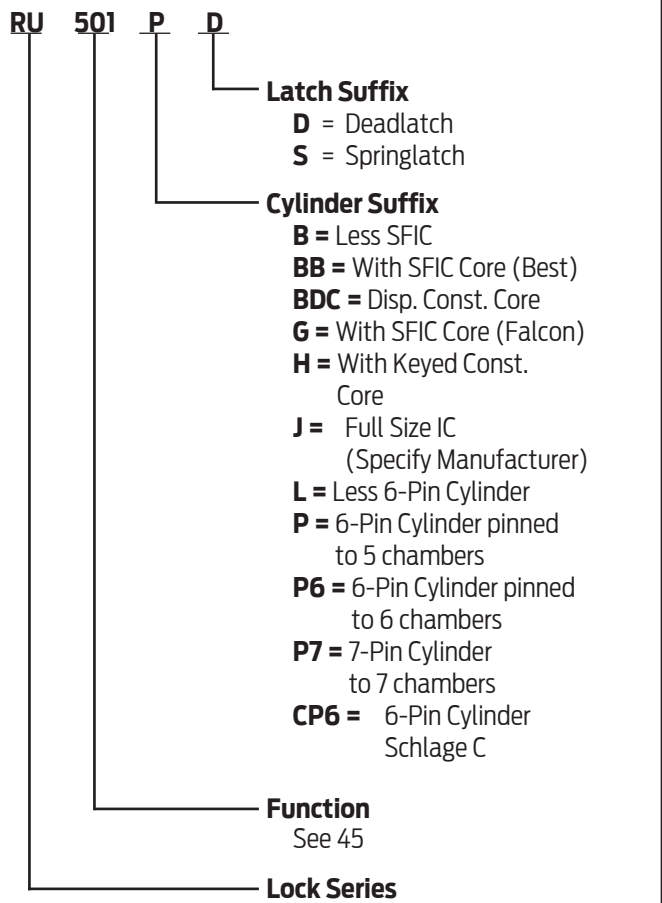 RU 501 P D
Latch Suffix
D = Deadlatch
S = Springlatch
Cylinder Suffix
B = Less SFIC
BB = With SFIC Core (Best)
BDC = Disp. Const. Core
G = With SFIC Core (Falcon)
H = With Keyed Const.
Core
J = Full Size IC
(Specify Manufacturer)
L = Less 6-Pin Cylinder
P = 6-Pin Cylinder pinned
to 5 chambers
P6 = 6-Pin Cylinder pinned
to 6 chambers
P7 = 7-Pin Cylinder
to 7 chambers
CP6 = 6-Pin Cylinder
Schlage C
Function
See 45
Lock Series